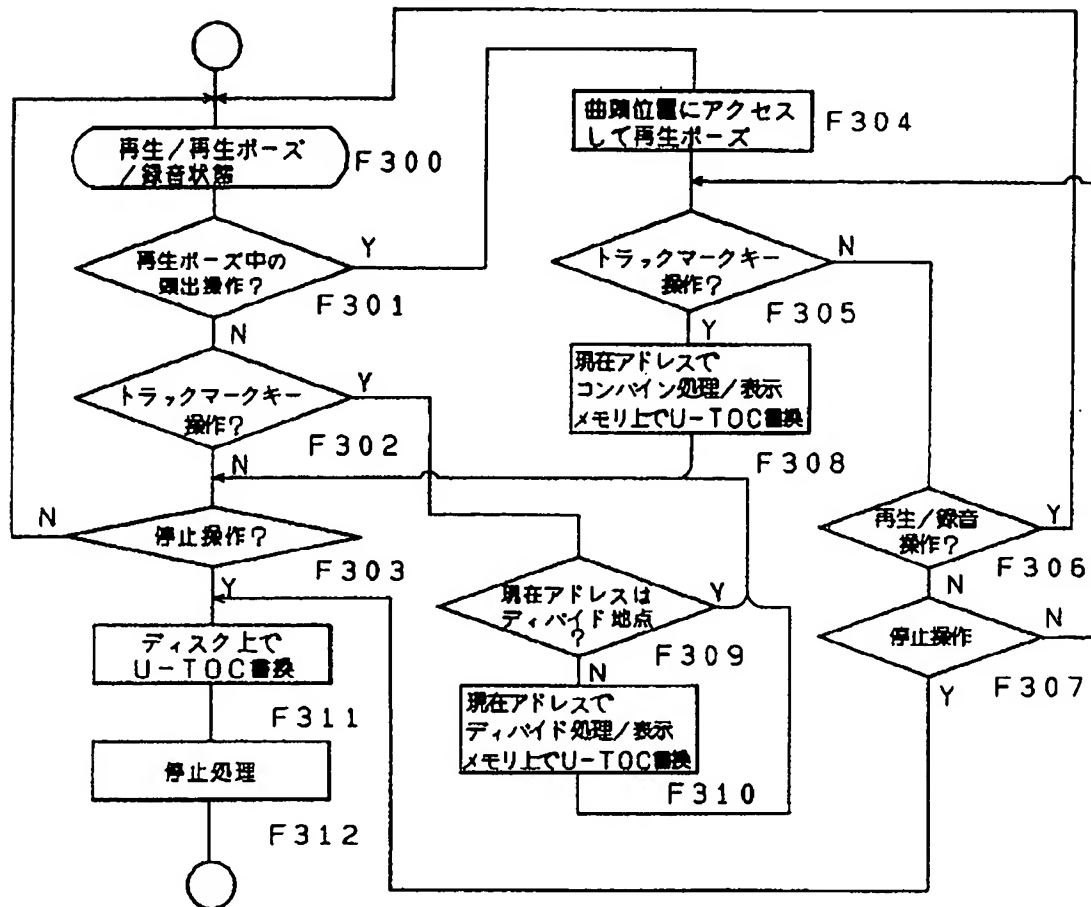 再生／再生ポーズ
／録音状態
F300
再生ポーズ中の
頭出操作？
Y
F301
N
トラックマークキー
操作？
Y
F302
N
停止操作？
N
F303
Y
ディスク上で
U-TOC書換
F311
停止処理
F312
曲頭位置にアクセス
して再生ポーズ
F304
トラックマークキー
操作？
N
F305
Y
現在アドレスで
コンバイン処理／表示
メモリ上でU-TOC書換
F308
再生／録音
操作？
Y
F306
N
停止操作
N
F307
Y
現在アドレスは
ディバイド地点
？
Y
F309
N
現在アドレスで
ディバイド処理／表示
メモリ上でU-TOC書換
F310